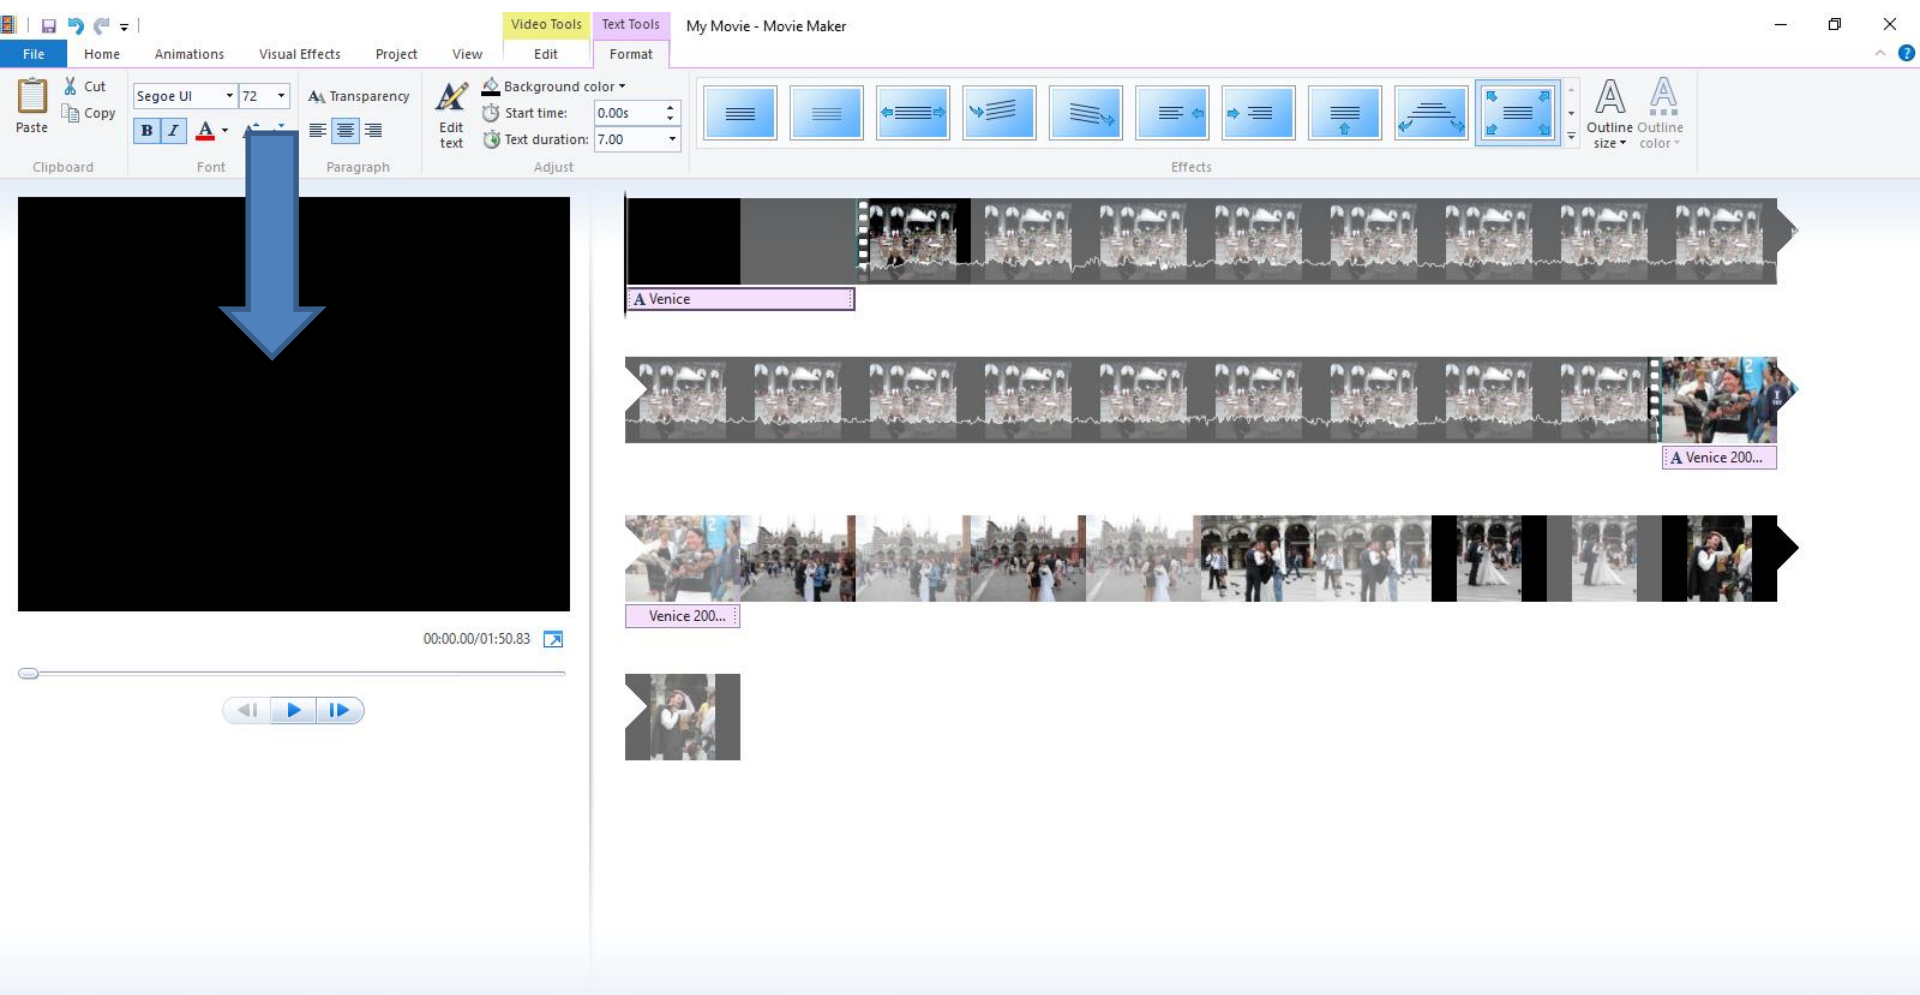 Video Tools Text Tools My Movie - Movie Maker
File Home Animations Visual Effects Project View Edit Format
Cut
Copy
Paste
Clipboard
Segoe UI 72
B I A
Font
AA Transparency
Paragraph
Edit
text
Background color
Start time: 0.00s
Text duration: 7.00
Adjust
Effects
Outline
size
Outline
color
A Venice
A Venice 200...
Venice 200...
00:00.00/01:50.83